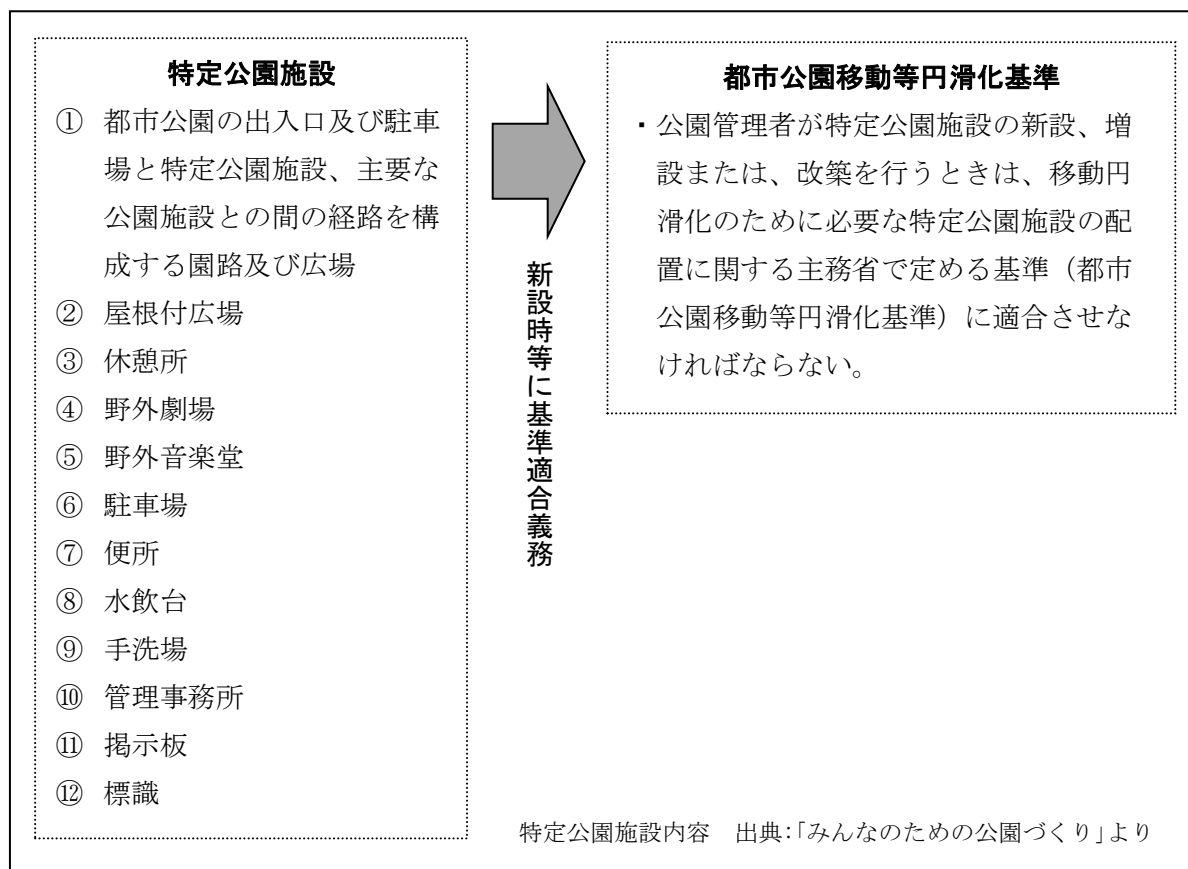 特定公園施設
① 都市公園の出入口及び駐車
場と特定公園施設、主要な
公園施設との間の経路を構
成する園路及び広場
② 屋根付広場
③ 休憩所
④ 野外劇場
⑤ 野外音楽堂
⑥ 駐車場
⑦ 便所
⑧ 水飲台
⑨ 手洗場
⑩ 管理事務所
⑪ 掲示板
⑫ 標識
新設時等に基準適合義務
都市公園移動等円滑化基準
・公園管理者が特定公園施設の新設、増
設または、改築を行うときは、移動円
滑化のために必要な特定公園施設の配
置に関する主務省で定める基準（都市
公園移動等円滑化基準）に適合させな
ければならない。
特定公園施設内容　出典：「みんなのための公園づくり」より